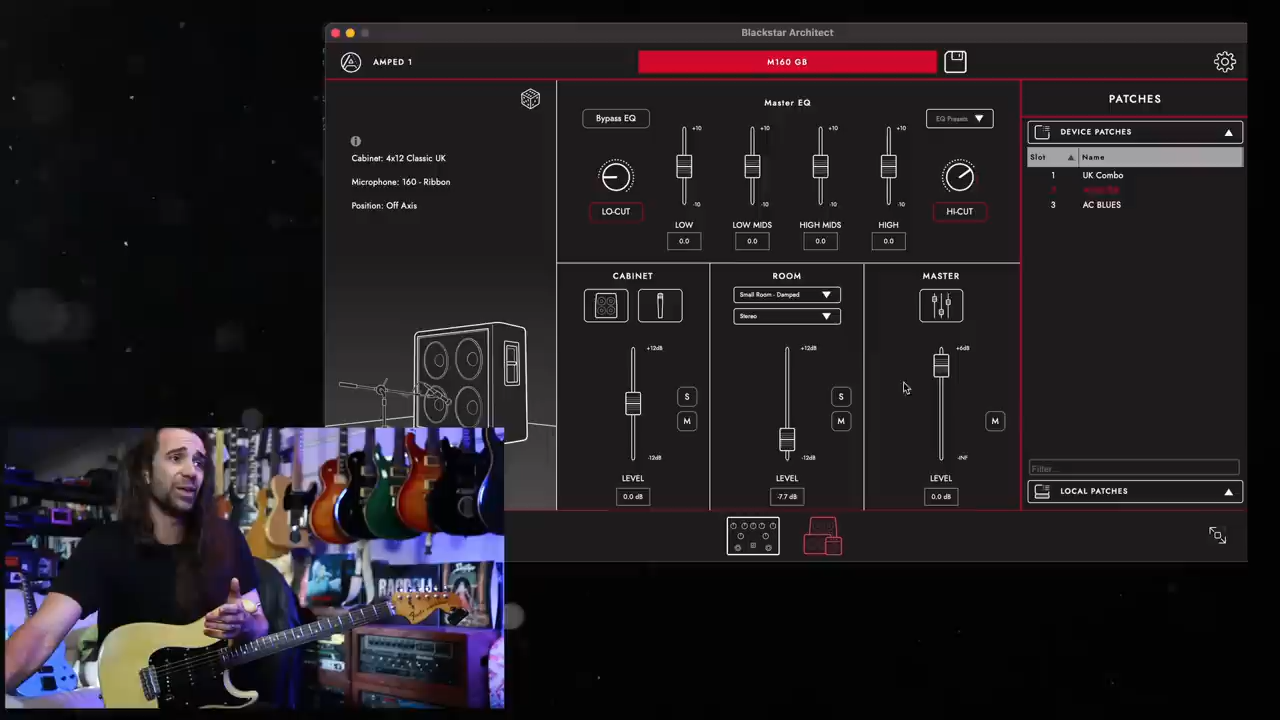 Blackstar Architect
AMPED 1
M160 GB
Master EQ
Bypass EQ
EQ Presets
+10
+10
+10
+10
-10
-10
-10
-10
LO-CUT
HI-CUT
LOW
LOW MIDS
HIGH MIDS
HIGH
0.0
0.0
0.0
0.0
Cabinet: 4x12 Classic UK
Microphone: 160 - Ribbon
Position: Off Axis
CABINET
ROOM
MASTER
Small Room - Damped
Stereo
+12dB
+12dB
+6dB
S
M
S
M
M
-12dB
-12dB
-INF
LEVEL
LEVEL
LEVEL
0.0 dB
-7.7 dB
0.0 dB
PATCHES
DEVICE PATCHES
Slot
Name
1
UK Combo
3
AC BLUES
Filter...
LOCAL PATCHES